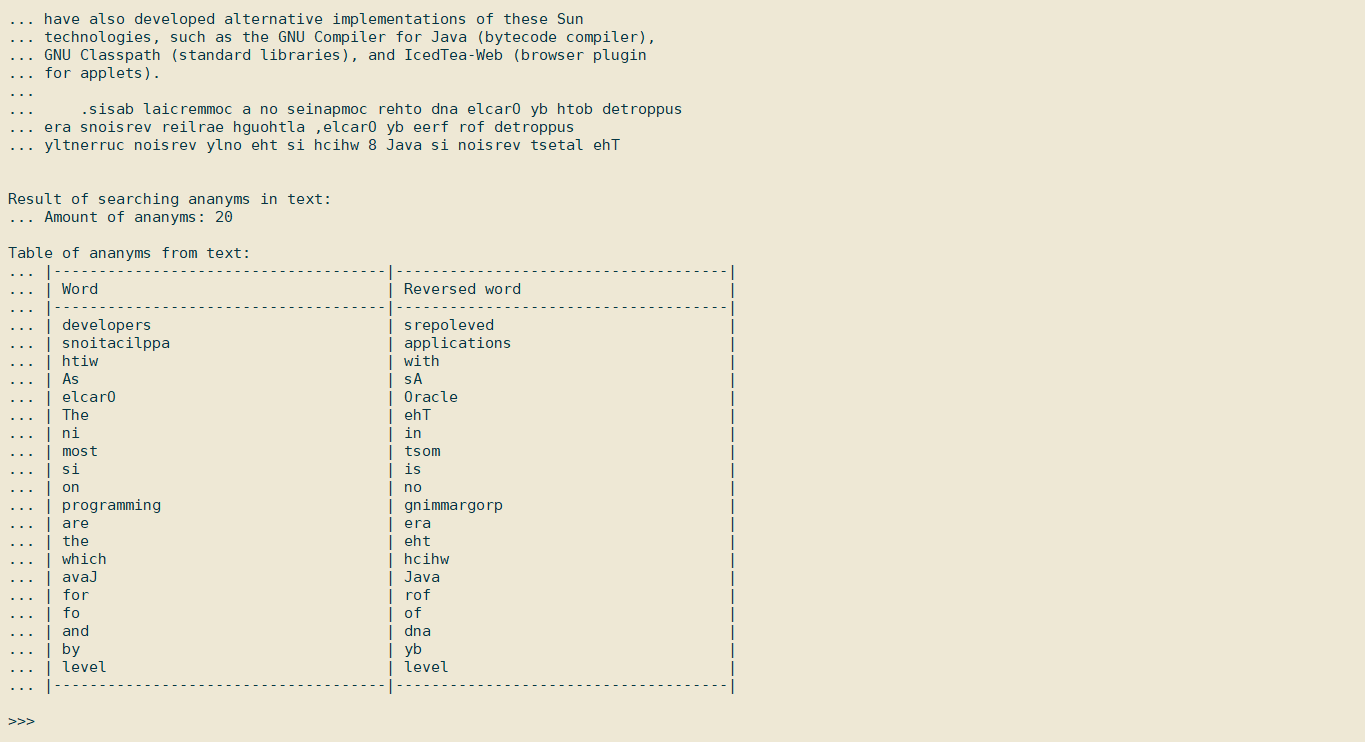 ... have also developed alternative implementations of these Sun
... technologies, such as the GNU Compiler for Java (bytecode compiler),
... GNU Classpath (standard libraries), and IcedTea-Web (browser plugin
... for applets).
...
...     .sisab laicremmoc a no seinapmoc rehto dna elcarO yb htob detroppus
... era snoisrev reilrae hguohtla ,elcarO yb eerf rof detroppus
... yltnerruc noisrev ylno eht si hcihw 8 Java si noisrev tsetal ehT
Result of searching ananyms in text:
... Amount of ananyms: 20
Table of ananyms from text:
... |-------------------------------------|-------------------------------------|
... | Word                                | Reversed word                       |
... |-------------------------------------|-------------------------------------|
... | developers                          | srepoleved                          |
... | snoitacilppa                        | applications                        |
... | htiw                                | with                                |
... | As                                  | sA                                  |
... | elcarO                              | Oracle                              |
... | The                                 | ehT                                 |
... | ni                                  | in                                  |
... | most                                | tsom                                |
... | si                                  | is                                  |
... | on                                  | no                                  |
... | programming                         | gnimmargorp                         |
... | are                                 | era                                 |
... | the                                 | eht                                 |
... | which                               | hcihw                               |
... | avaJ                                | Java                                |
... | for                                 | rof                                 |
... | fo                                  | of                                  |
... | and                                 | dna                                 |
... | by                                  | yb                                  |
... | level                               | level                               |
... |-------------------------------------|-------------------------------------|
>>>